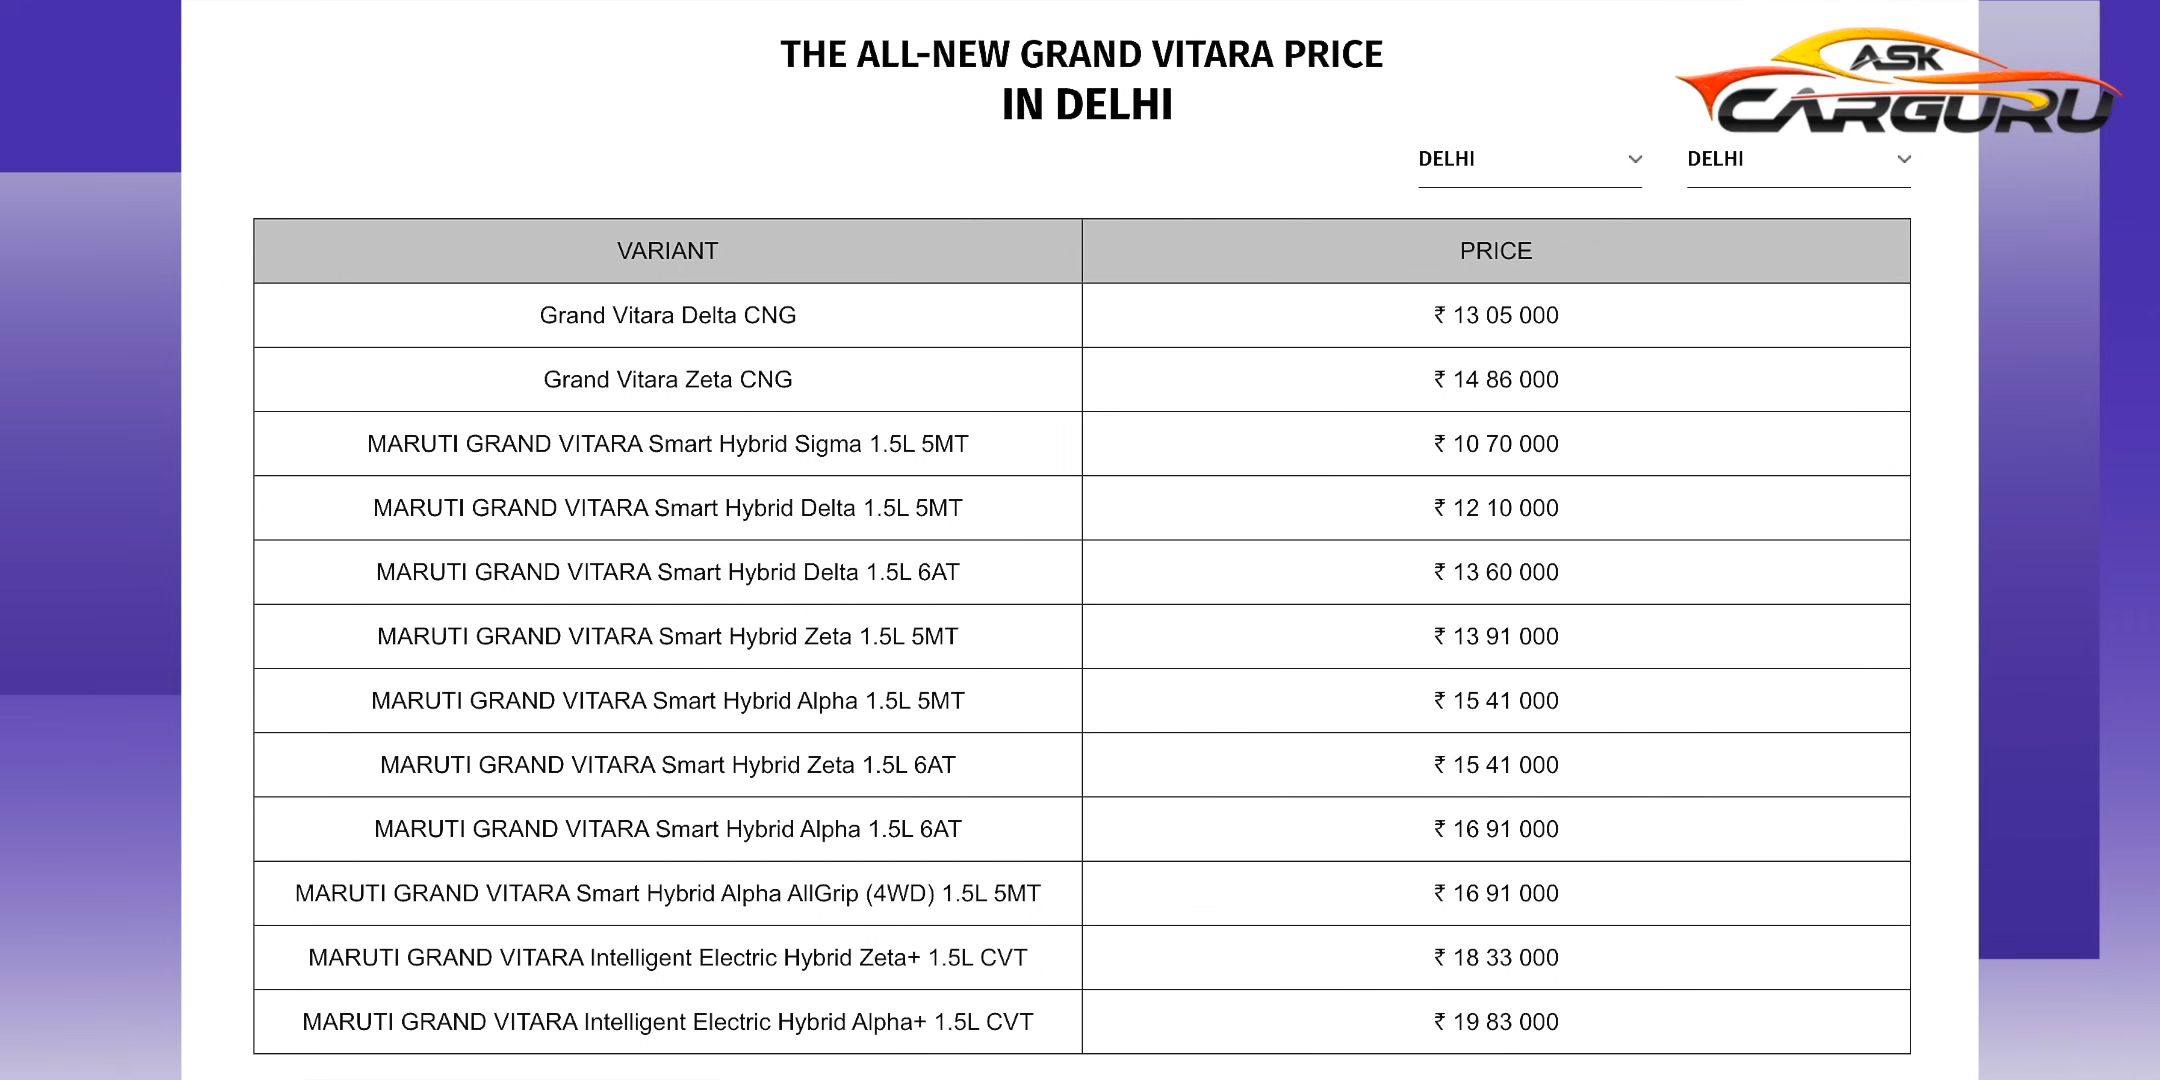 THE ALL-NEW GRAND VITARA PRICE
IN DELHI
ASK
CARGURU
DELHI DELHI
VARIANT PRICE
Grand Vitara Delta CNG ₹ 13 05 000
Grand Vitara Zeta CNG ₹ 14 86 000
MARUTI GRAND VITARA Smart Hybrid Sigma 1.5L 5MT ₹ 10 70 000
MARUTI GRAND VITARA Smart Hybrid Delta 1.5L 5MT ₹ 12 10 000
MARUTI GRAND VITARA Smart Hybrid Delta 1.5L 6AT ₹ 13 60 000
MARUTI GRAND VITARA Smart Hybrid Zeta 1.5L 5MT ₹ 13 91 000
MARUTI GRAND VITARA Smart Hybrid Alpha 1.5L 5MT ₹ 15 41 000
MARUTI GRAND VITARA Smart Hybrid Zeta 1.5L 6AT ₹ 15 41 000
MARUTI GRAND VITARA Smart Hybrid Alpha 1.5L 6AT ₹ 16 91 000
MARUTI GRAND VITARA Smart Hybrid Alpha AllGrip (4WD) 1.5L 5MT ₹ 16 91 000
MARUTI GRAND VITARA Intelligent Electric Hybrid Zeta+ 1.5L CVT ₹ 18 33 000
MARUTI GRAND VITARA Intelligent Electric Hybrid Alpha+ 1.5L CVT ₹ 19 83 000